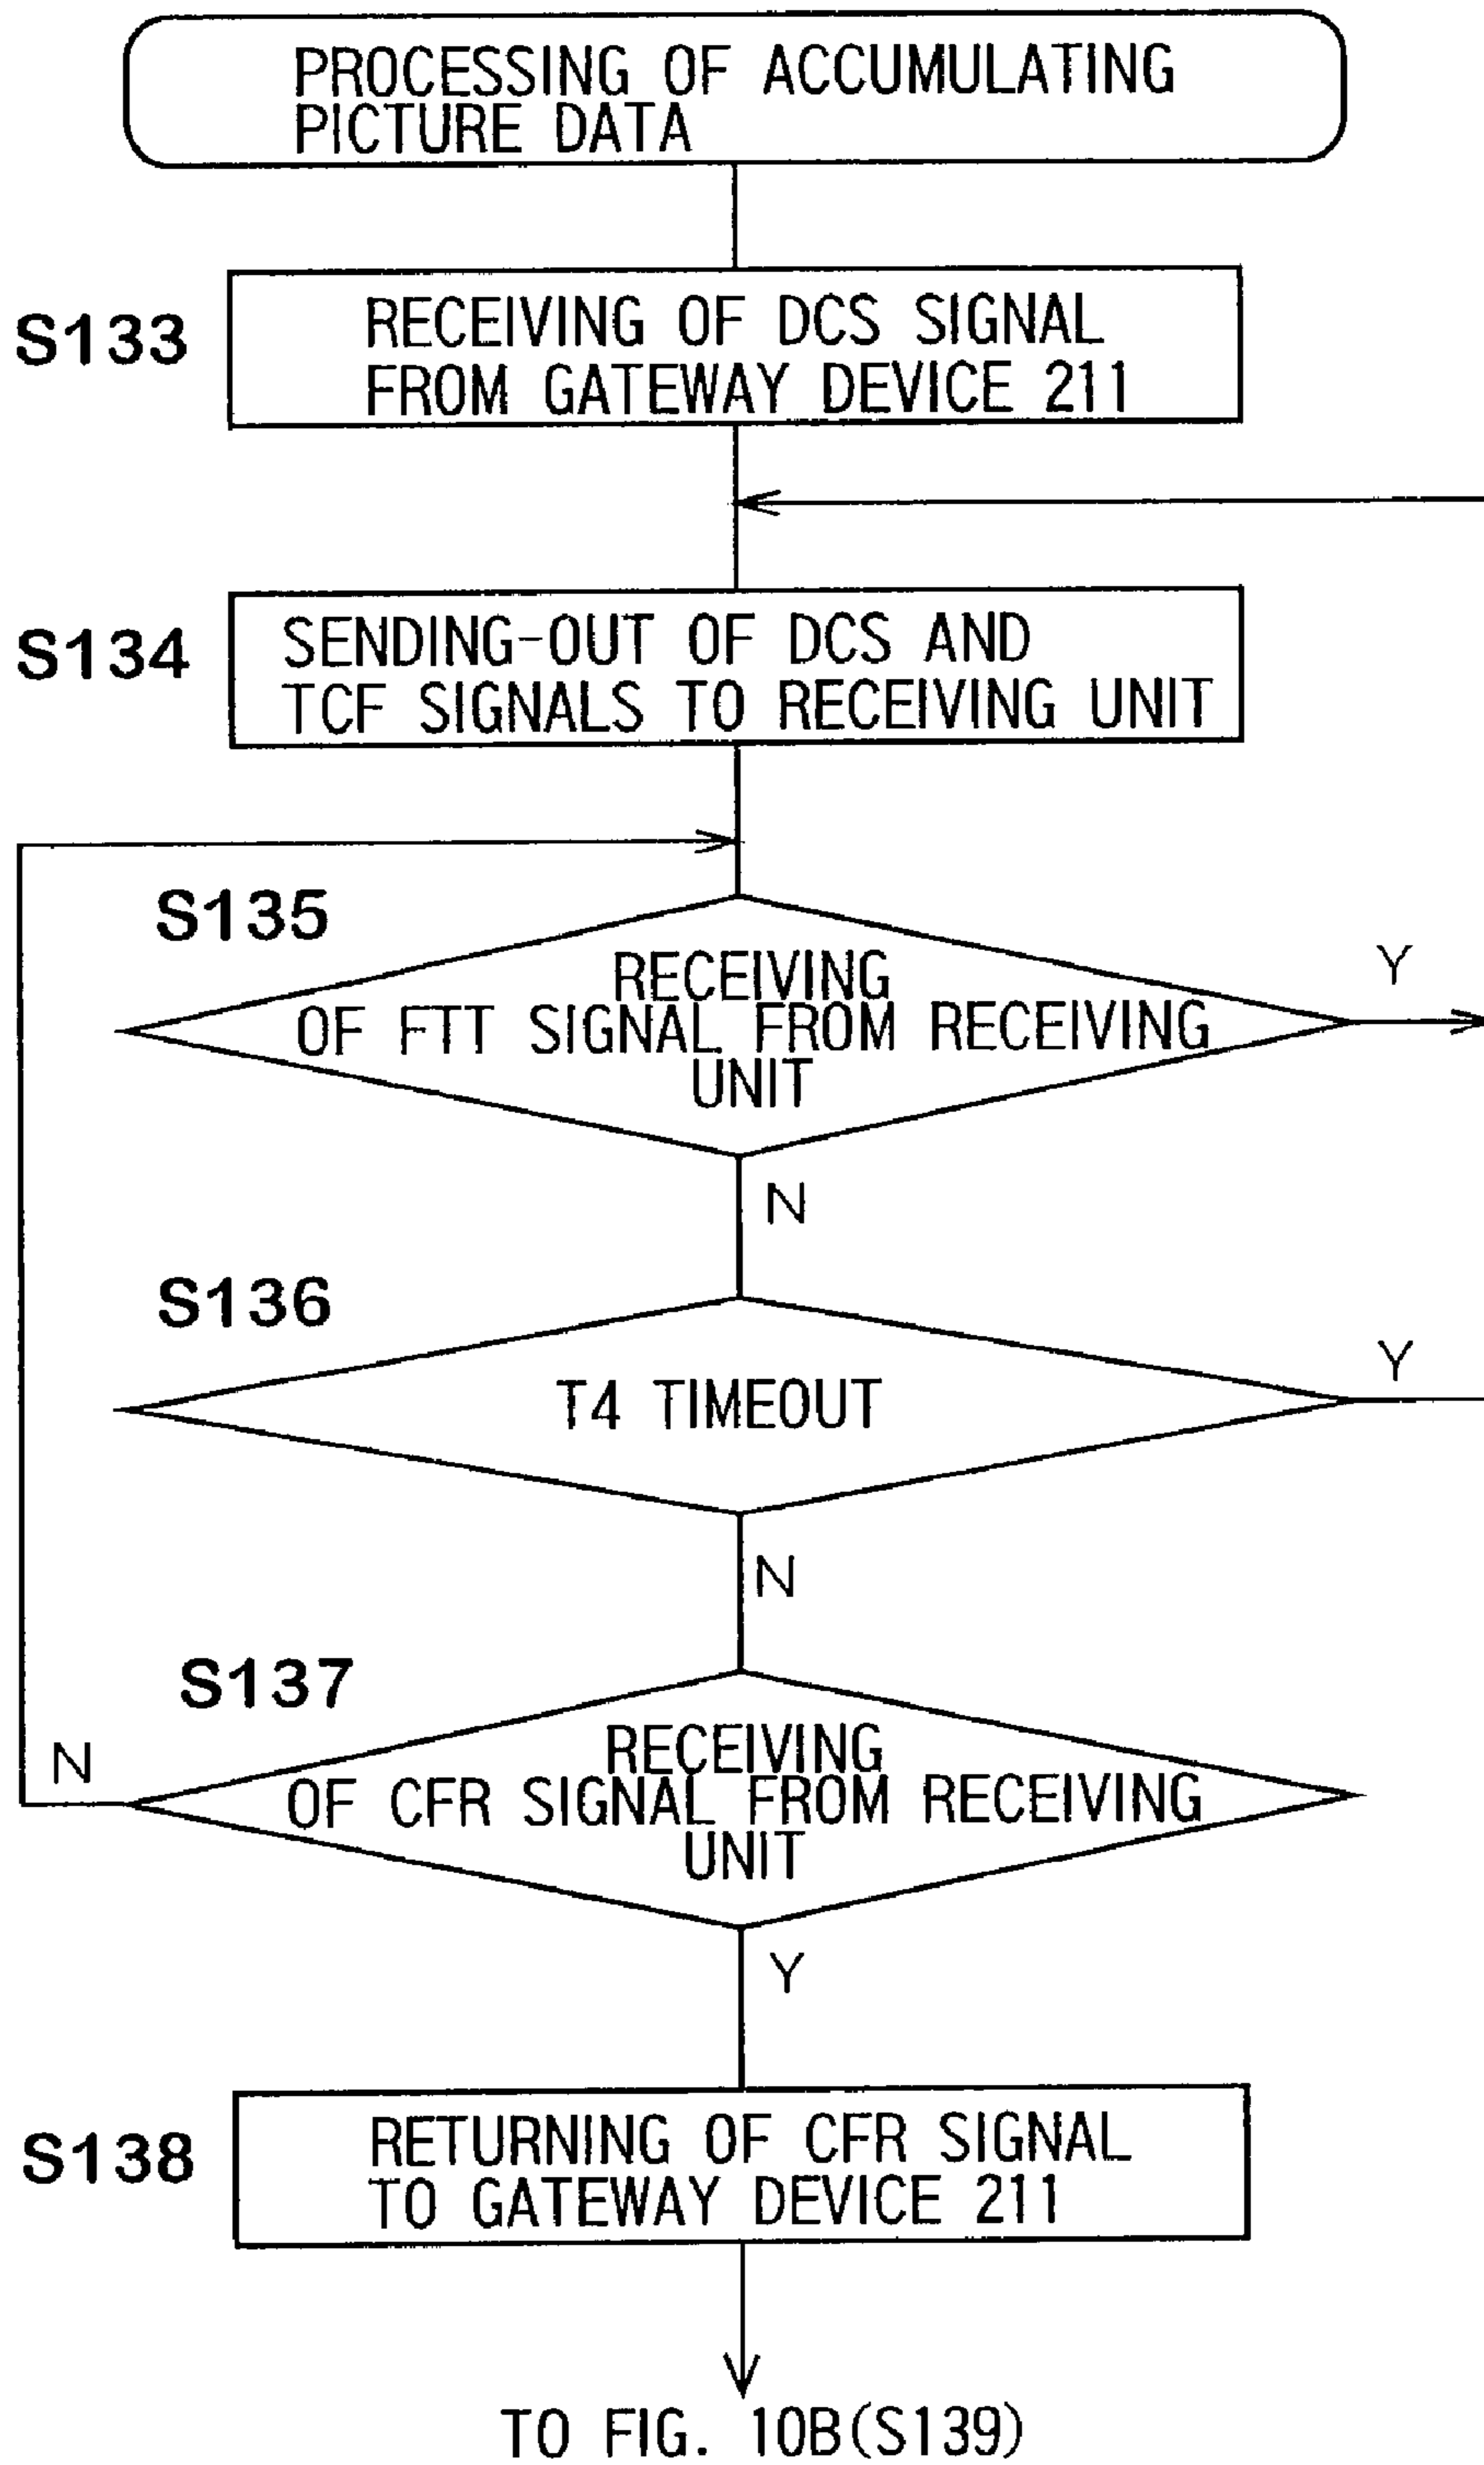 PROCESSING OF ACCUMULATING
PICTURE DATA
S133
RECEIVING OF DCS SIGNAL
FROM GATEWAY DEVICE 211
S134
SENDING-OUT OF DCS AND
TCF SIGNALS TO RECEIVING UNIT
S135
RECEIVING
OF FTT SIGNAL FROM RECEIVING
UNIT
Y
N
S136
T4 TIMEOUT
Y
N
S137
RECEIVING
OF CFR SIGNAL FROM RECEIVING
UNIT
N
Y
S138
RETURNING OF CFR SIGNAL
TO GATEWAY DEVICE 211
TO FIG. 10B(S139)